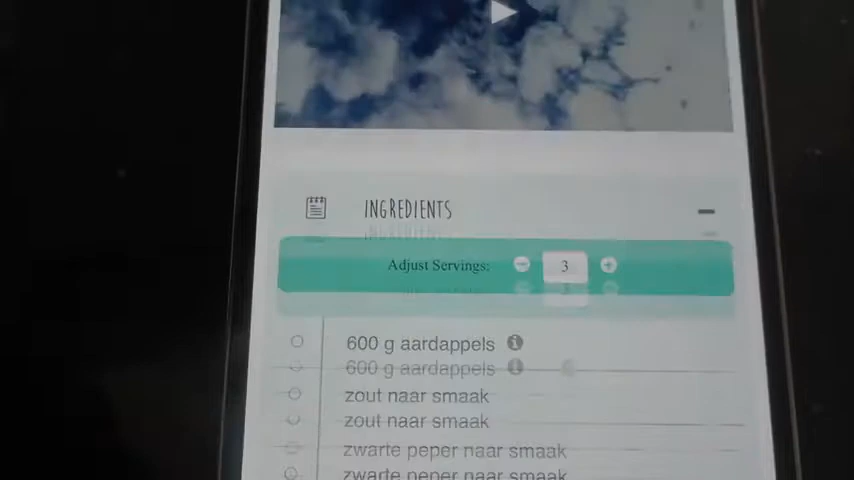 INGREDIENTS
Adjust Servings: 3
600 g aardappels
zout naar smaak
zwarte peper naar smaak